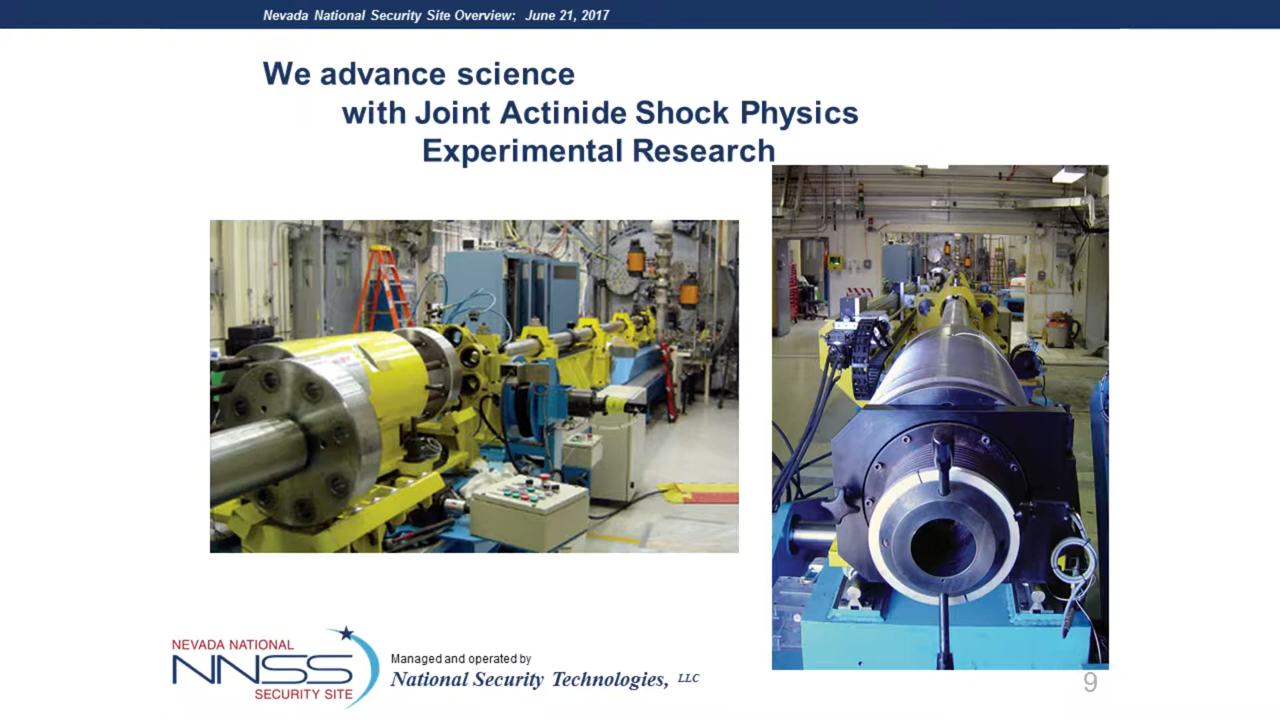 Nevada National Security Site Overview: June 21, 2017
We advance science
with Joint Actinide Shock Physics
Experimental Research
NEVADA NATIONAL
NNSS
SECURITY SITE
Managed and operated by
National Security Technologies, LLC
9